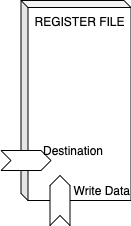 REGISTER FILE
Destination
Write Data